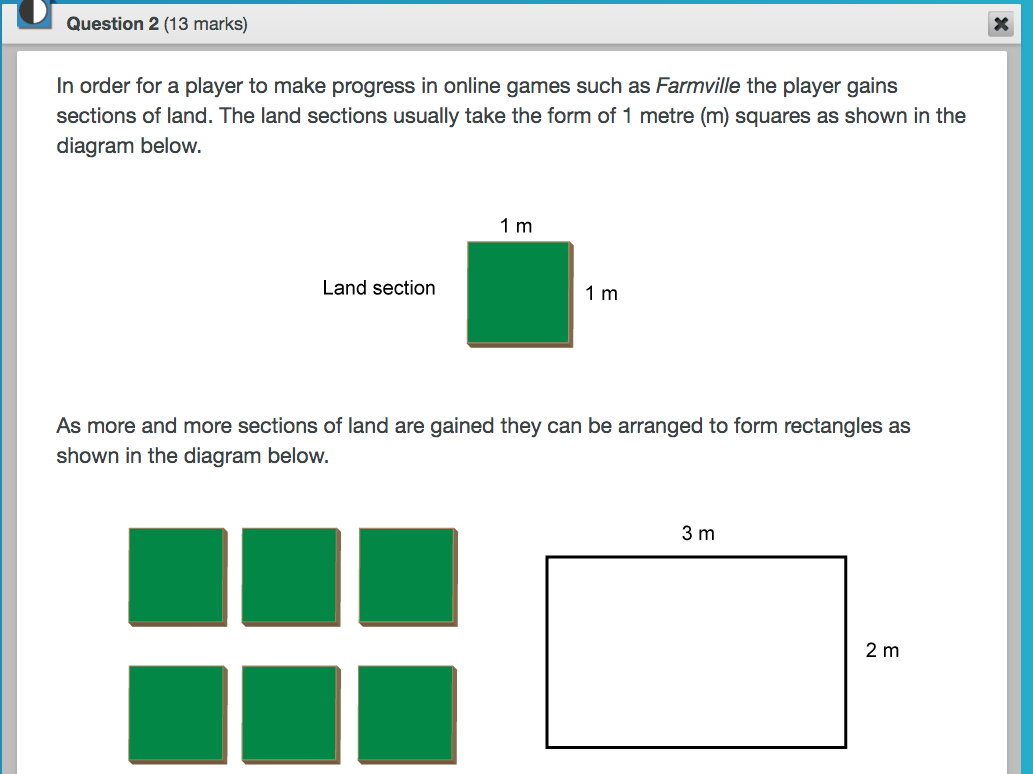 Question 2 (13 marks)
In order for a player to make progress in online games such as Farmville the player gains
sections of land. The land sections usually take the form of 1 metre (m) squares as shown in the
diagram below.
1 m
Land section
1 m
As more and more sections of land are gained they can be arranged to form rectangles as
shown in the diagram below.
3 m
2 m